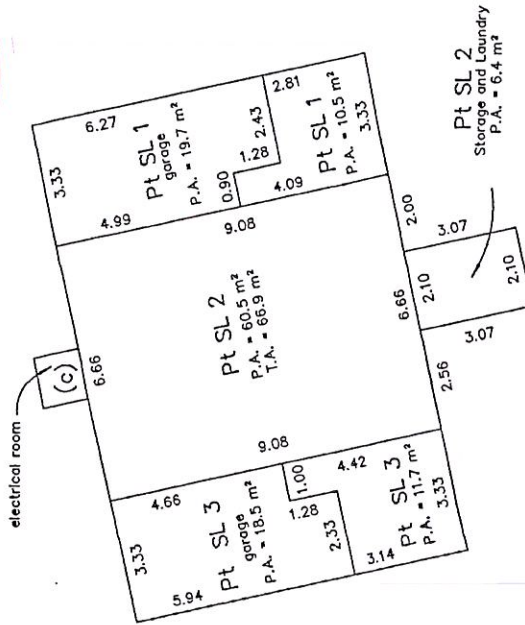 electrical room
(C)
6.66
3.33
6.27
4.99
Pt SL 1
garage
P.A. = 19.7 m²
0.90
1.28
2.43
2.81
9.08
4.09
Pt SL 1
P.A. = 10.5 m²
3.33
Pt SL 2
P.A. = 60.5 m²
T.A. = 66.9 m²
3.33
5.94
4.66
Pt SL 3
garage
P.A. = 18.5 m²
9.08
1.00
1.28
2.33
4.42
3.14
Pt SL 3
P.A. = 11.7 m²
3.33
6.66
2.56
2.10
2.00
3.07
3.07
2.10
Pt SL 2
Storage and Laundry
P.A. = 6.4 m²